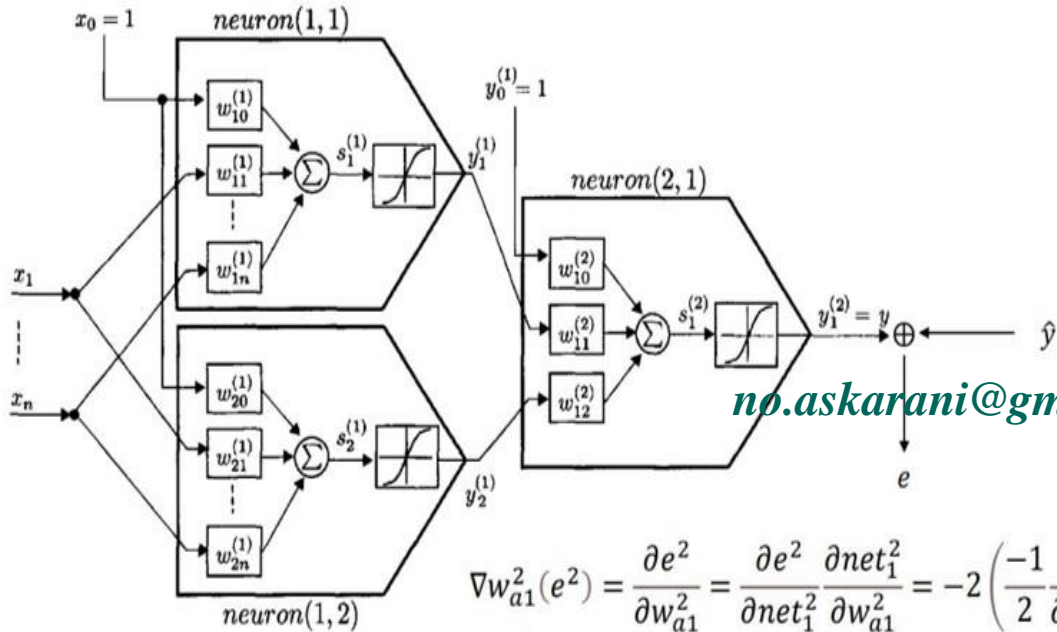 x₀ = 1
neuron(1,1)
w₁₀⁽¹⁾
w₁₁⁽¹⁾
w₁ₙ⁽¹⁾
Σ
s₁⁽¹⁾
y₁⁽¹⁾
y₀⁽¹⁾ = 1
neuron(2,1)
w₁₀⁽²⁾
w₁₁⁽²⁾
w₁₂⁽²⁾
Σ
s₁⁽²⁾
y₁⁽²⁾ = y
ŷ
e
x₁
xₙ
w₂₀⁽¹⁾
w₂₁⁽¹⁾
w₂ₙ⁽¹⁾
Σ
s₂⁽¹⁾
y₂⁽¹⁾
neuron(1,2)
no.askarani@gm
∇w²ₐ₁(e²) = ∂e²/∂w²ₐ₁ = ∂e²/∂net₁² ∂net₁²/∂w²ₐ₁ = −2 (−1/2